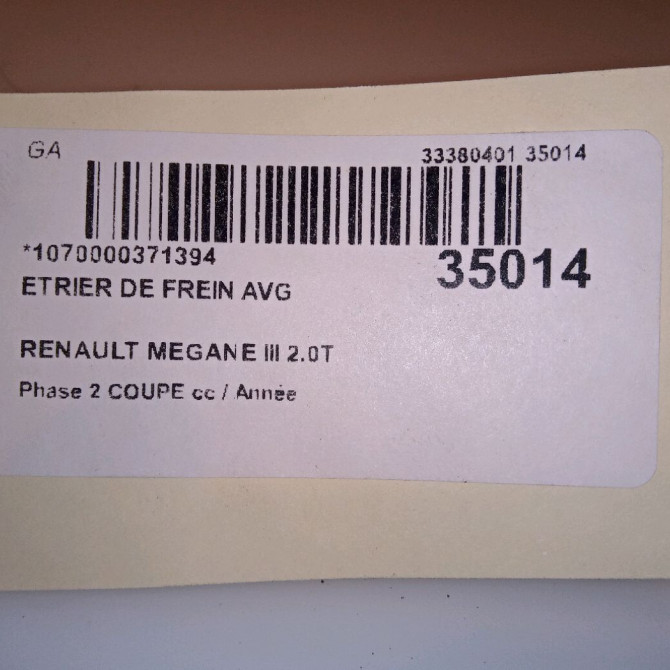 GA 33380401 35014
*1070000371394 35014
ETRIER DE FREIN AVG
RENAULT MEGANE III 2.0T
Phase 2 COUPE cc / Année